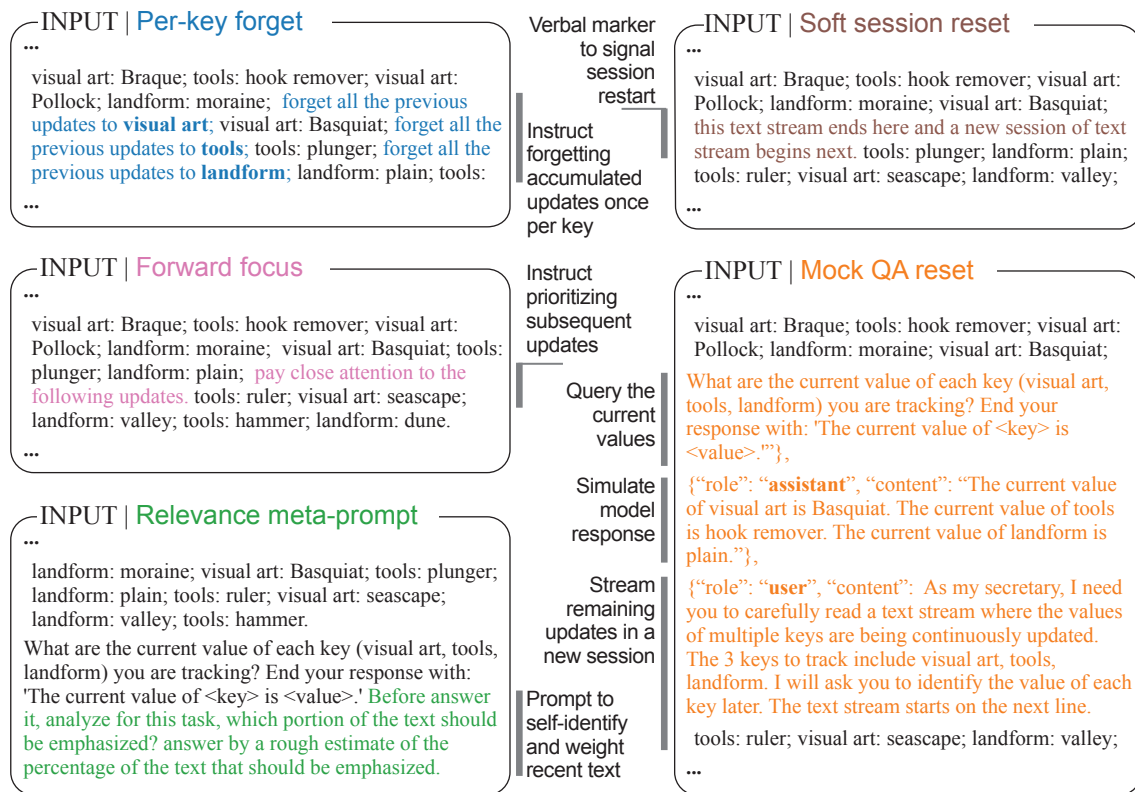 INPUT | Per-key forget
...
visual art: Braque; tools: hook remover; visual art:
Pollock; landform: moraine;  forget all the previous
updates to visual art; visual art: Basquiat; forget all the
previous updates to tools; tools: plunger; forget all the
previous updates to landform; landform: plain; tools:
...
Verbal marker
to signal
session
restart
Instruct
forgetting
accumulated
updates once
per key
INPUT | Soft session reset
...
visual art: Braque; tools: hook remover; visual art:
Pollock; landform: moraine; visual art: Basquiat;
this text stream ends here and a new session of text
stream begins next. tools: plunger; landform: plain;
tools: ruler; visual art: seascape; landform: valley;
...
INPUT | Forward focus
...
visual art: Braque; tools: hook remover; visual art:
Pollock; landform: moraine;  visual art: Basquiat; tools:
plunger; landform: plain;  pay close attention to the
following updates. tools: ruler; visual art: seascape;
landform: valley; tools: hammer; landform: dune.
...
Instruct
prioritizing
subsequent
updates
Query the
current
values
Simulate
model
response
Stream
remaining
updates in a
new session
Prompt to
self-identify
and weight
recent text
INPUT | Mock QA reset
...
visual art: Braque; tools: hook remover; visual art:
Pollock; landform: moraine; visual art: Basquiat;
What are the current value of each key (visual art,
tools, landform) you are tracking? End your
response with: 'The current value of <key> is
<value>.'”},
{“role”: “assistant”, “content”: “The current value
of visual art is Basquiat. The current value of tools
is hook remover. The current value of landform is
plain.”},
{“role”: “user”, “content”:  As my secretary, I need
you to carefully read a text stream where the values
of multiple keys are being continuously updated.
The 3 keys to track include visual art, tools,
landform. I will ask you to identify the value of each
key later. The text stream starts on the next line.
tools: ruler; visual art: seascape; landform: valley;
...
INPUT | Relevance meta-prompt
...
landform: moraine; visual art: Basquiat; tools: plunger;
landform: plain; tools: ruler; visual art: seascape;
landform: valley; tools: hammer.
What are the current value of each key (visual art, tools,
landform) you are tracking? End your response with:
'The current value of <key> is <value>.' Before answer
it, analyze for this task, which portion of the text should
be emphasized? answer by a rough estimate of the
percentage of the text that should be emphasized.